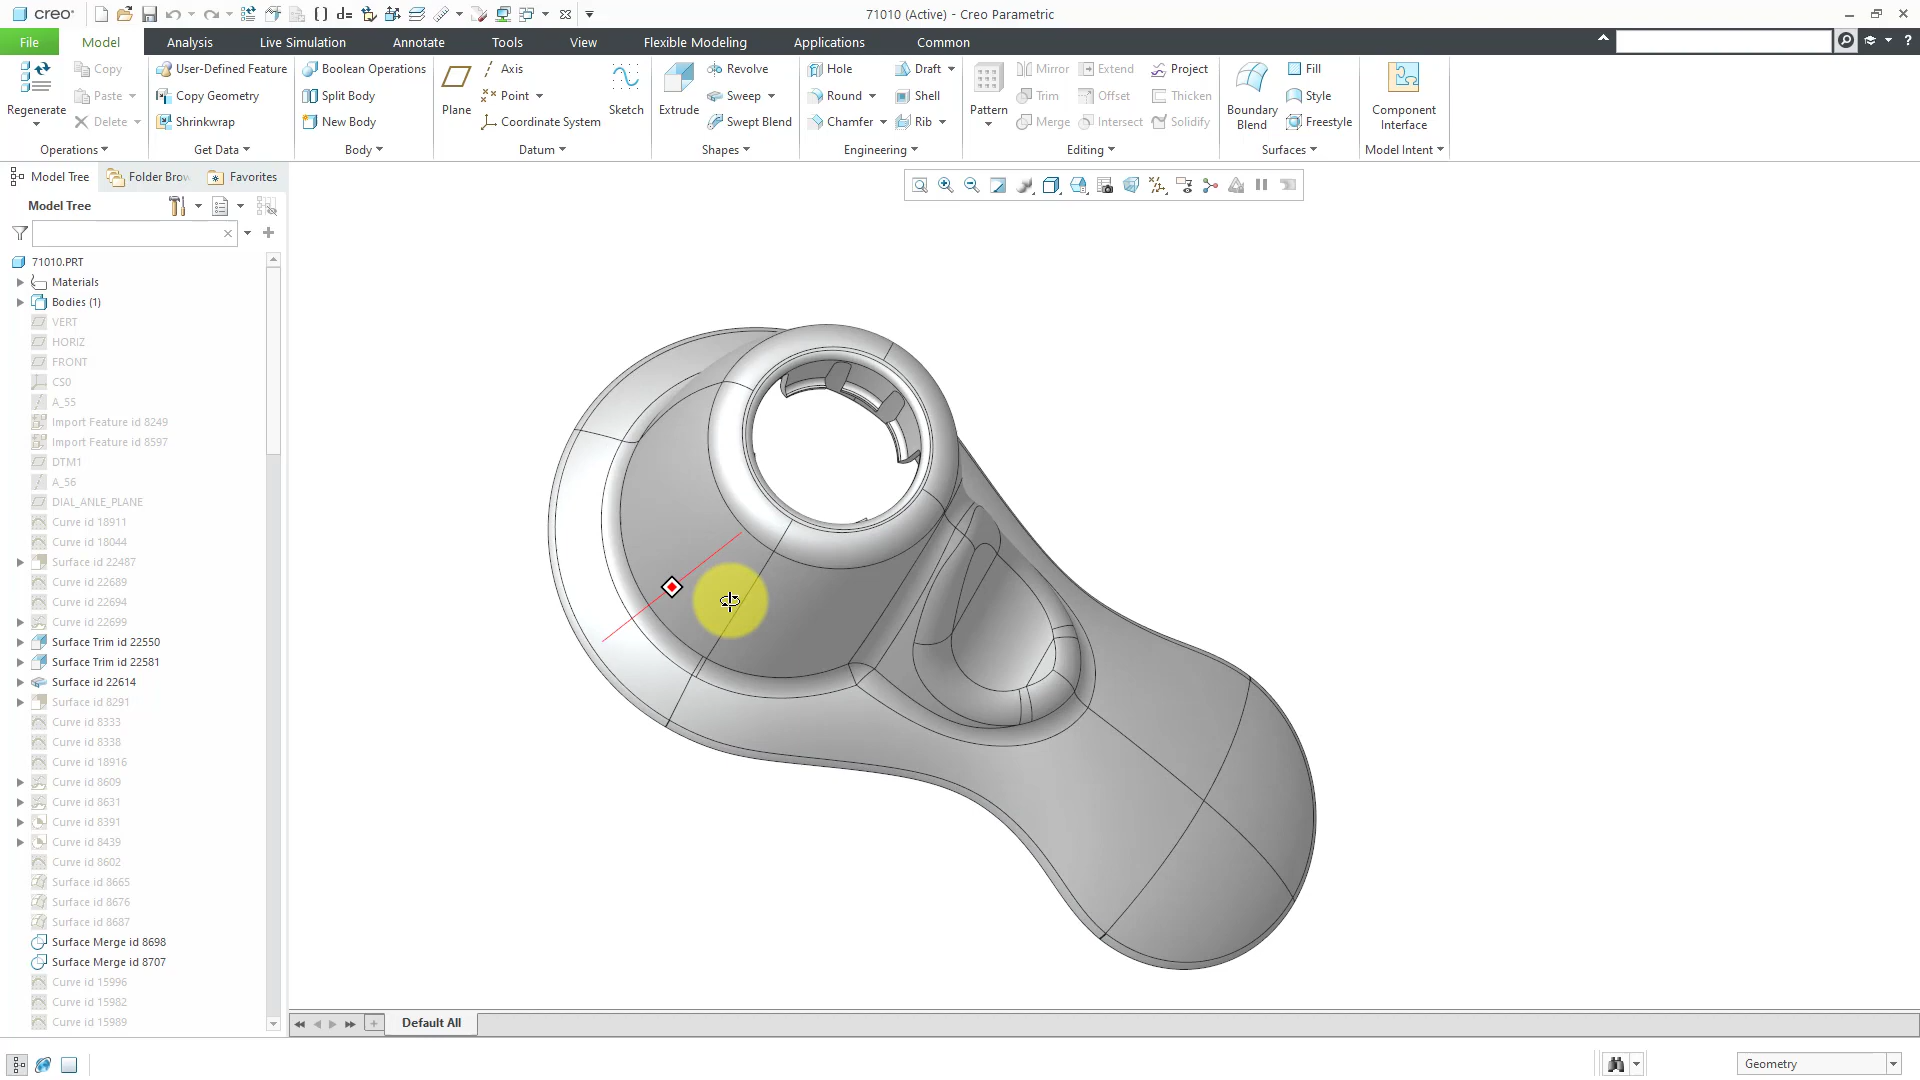 creo°
71010 (Active) - Creo Parametric
File Model Analysis Live Simulation Annotate Tools View Flexible Modeling Applications Common
Regenerate
Copy
Paste
Delete
Operations
User-Defined Feature
Copy Geometry
Shrinkwrap
Get Data
Boolean Operations
Split Body
New Body
Body
Plane
Axis
Point
Coordinate System
Sketch
Datum
Extrude
Revolve
Sweep
Swept Blend
Shapes
Hole
Draft
Round
Shell
Chamfer
Rib
Engineering
Pattern
Mirror
Extend
Project
Trim
Offset
Thicken
Merge
Intersect
Solidify
Editing
Boundary Blend
Fill
Style
Freestyle
Surfaces
Component Interface
Model Intent
Model Tree
Folder Brow
Favorites
Model Tree
71010.PRT
Materials
Bodies (1)
VERT
HORIZ
FRONT
CS0
A_55
Import Feature id 8249
Import Feature id 8597
DTM1
A_56
DIAL_ANLE_PLANE
Curve id 18911
Curve id 18044
Surface id 22487
Curve id 22689
Curve id 22694
Curve id 22699
Surface Trim id 22550
Surface Trim id 22581
Surface id 22614
Surface id 8291
Curve id 8333
Curve id 8338
Curve id 18916
Curve id 8609
Curve id 8631
Curve id 8391
Curve id 8439
Curve id 8602
Surface id 8665
Surface id 8676
Surface id 8687
Surface Merge id 8698
Surface Merge id 8707
Curve id 15996
Curve id 15982
Curve id 15989
Default All
Geometry